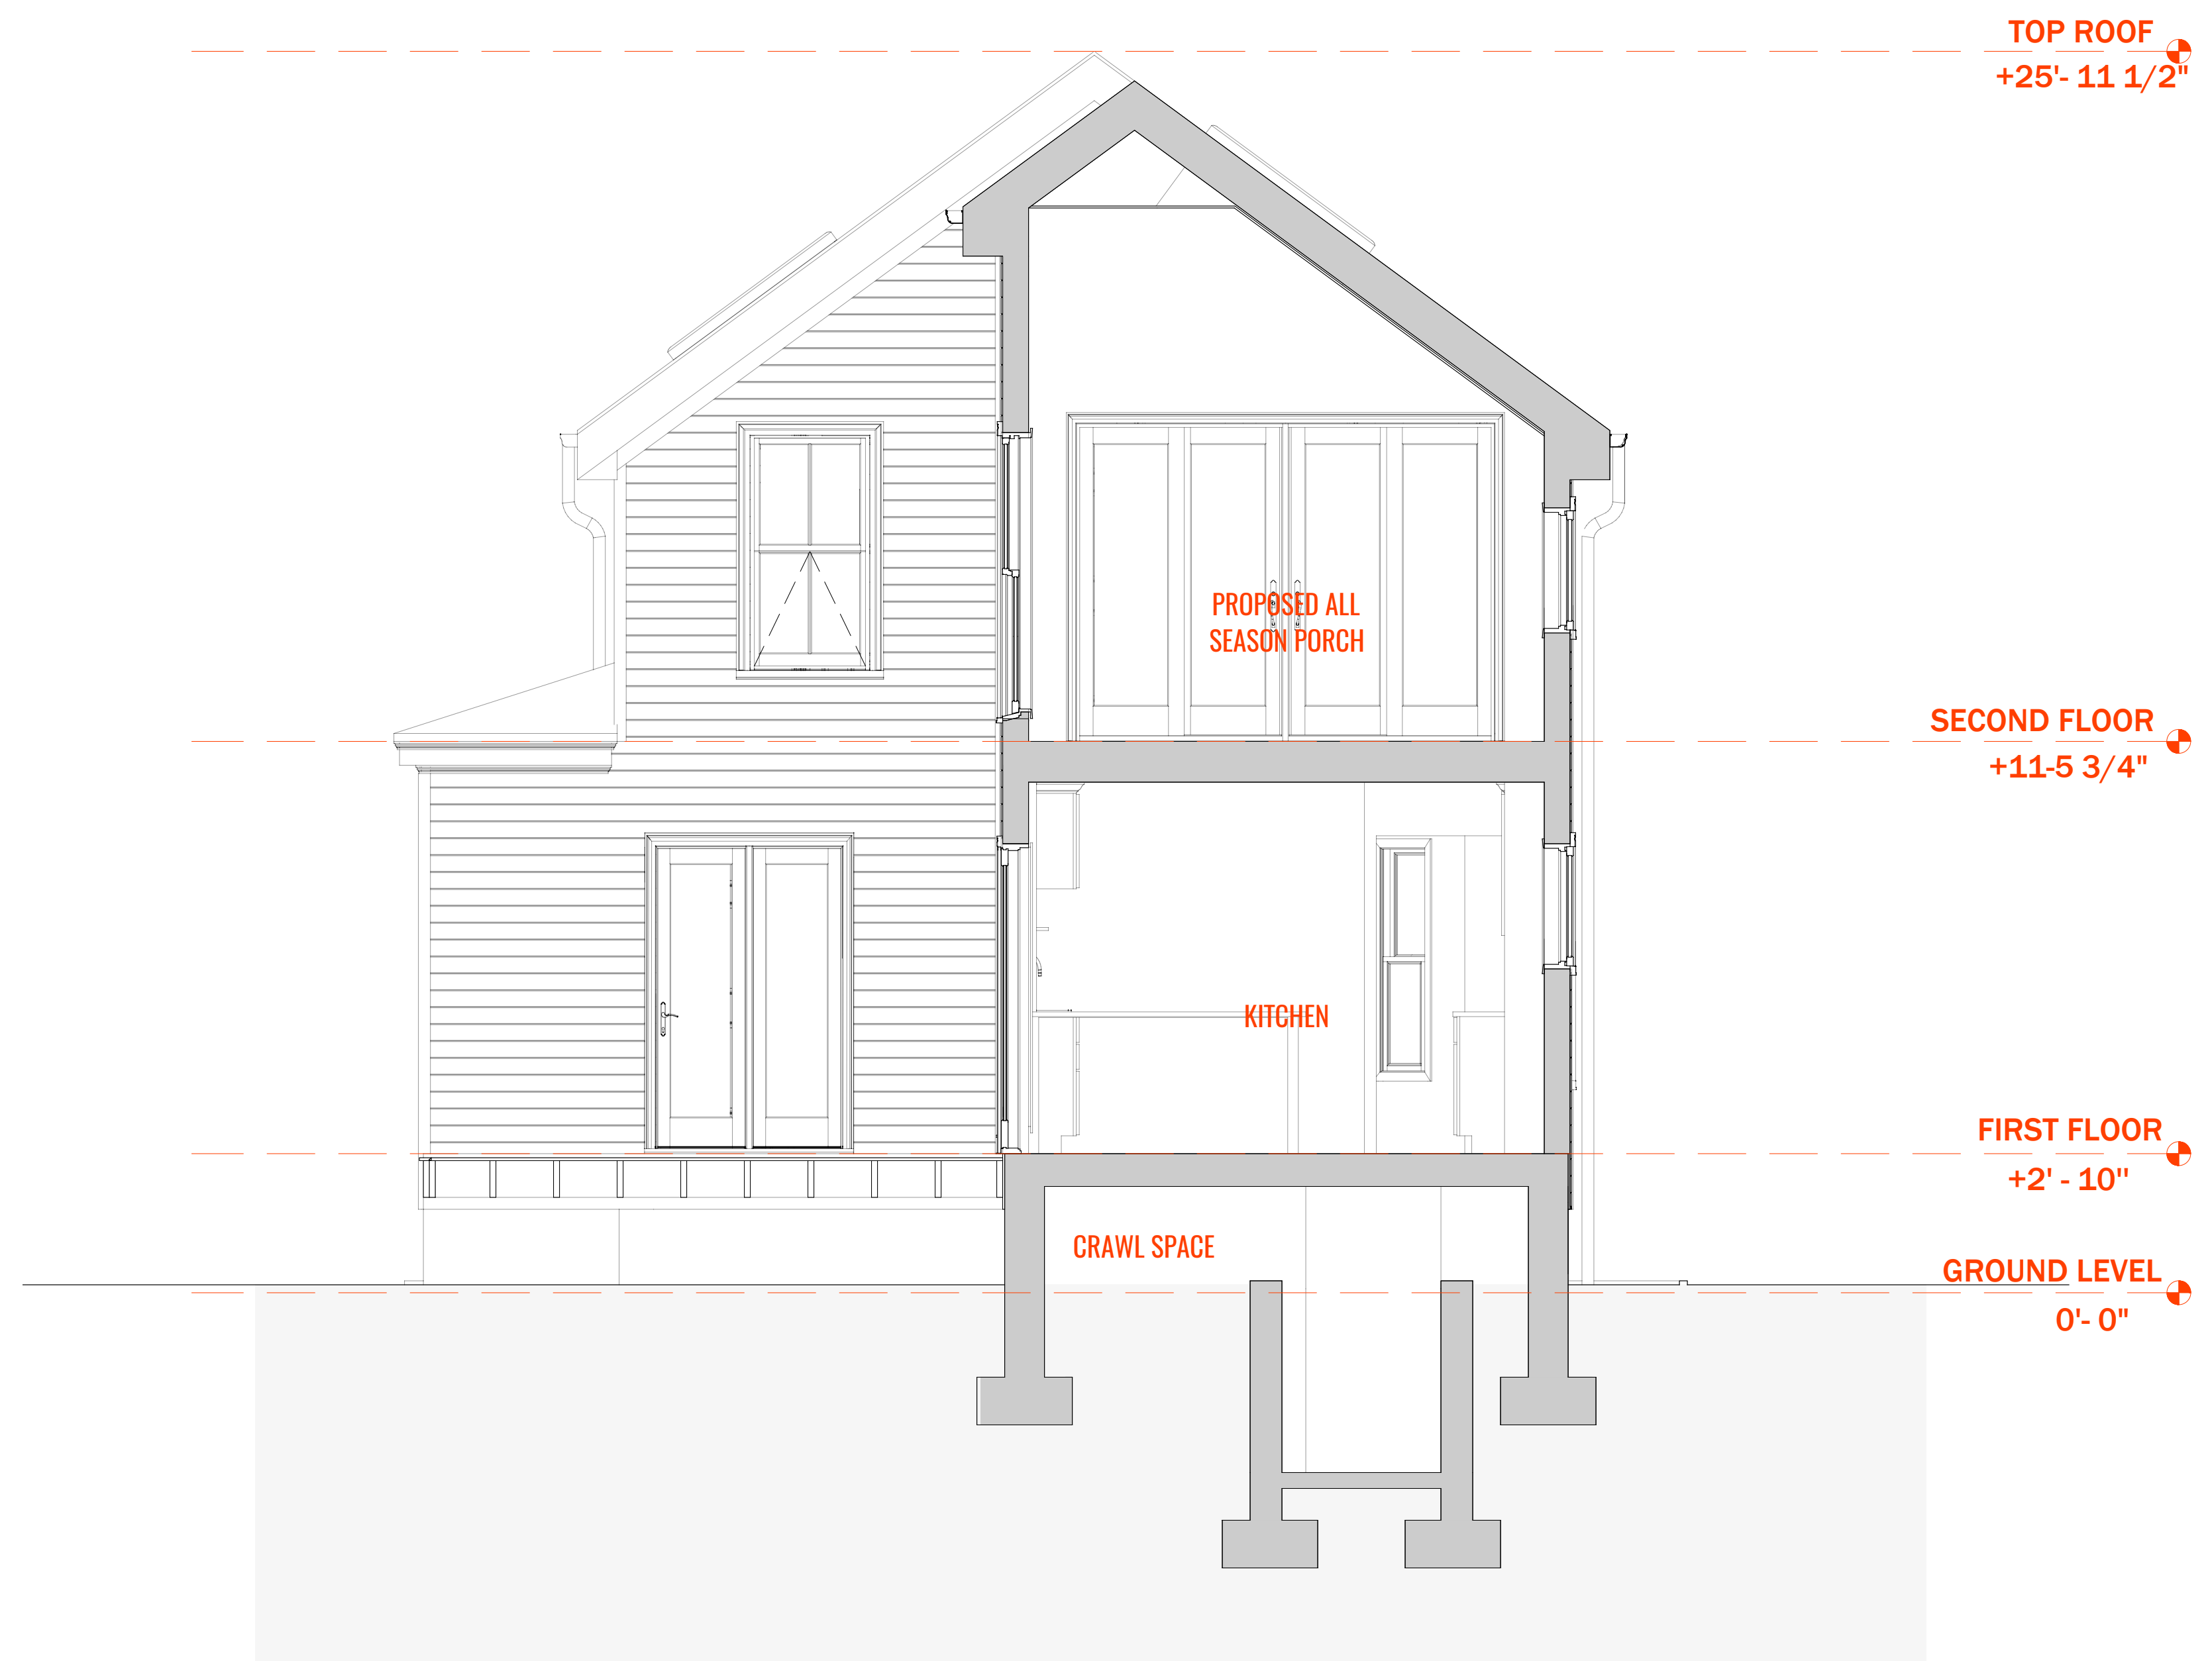 TOP ROOF
+25'- 11 1/2"
PROPOSED ALL
SEASON PORCH
SECOND FLOOR
+11-5 3/4"
KITCHEN
FIRST FLOOR
+2' - 10"
CRAWL SPACE
GROUND LEVEL
0'- 0"